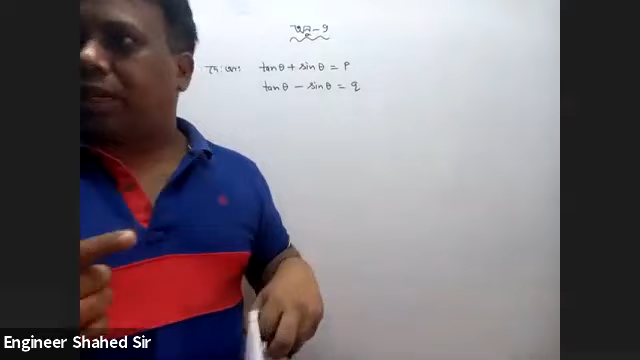 tanθ + sinθ = P
tanθ − sinθ = q
Engineer Shahed Sir